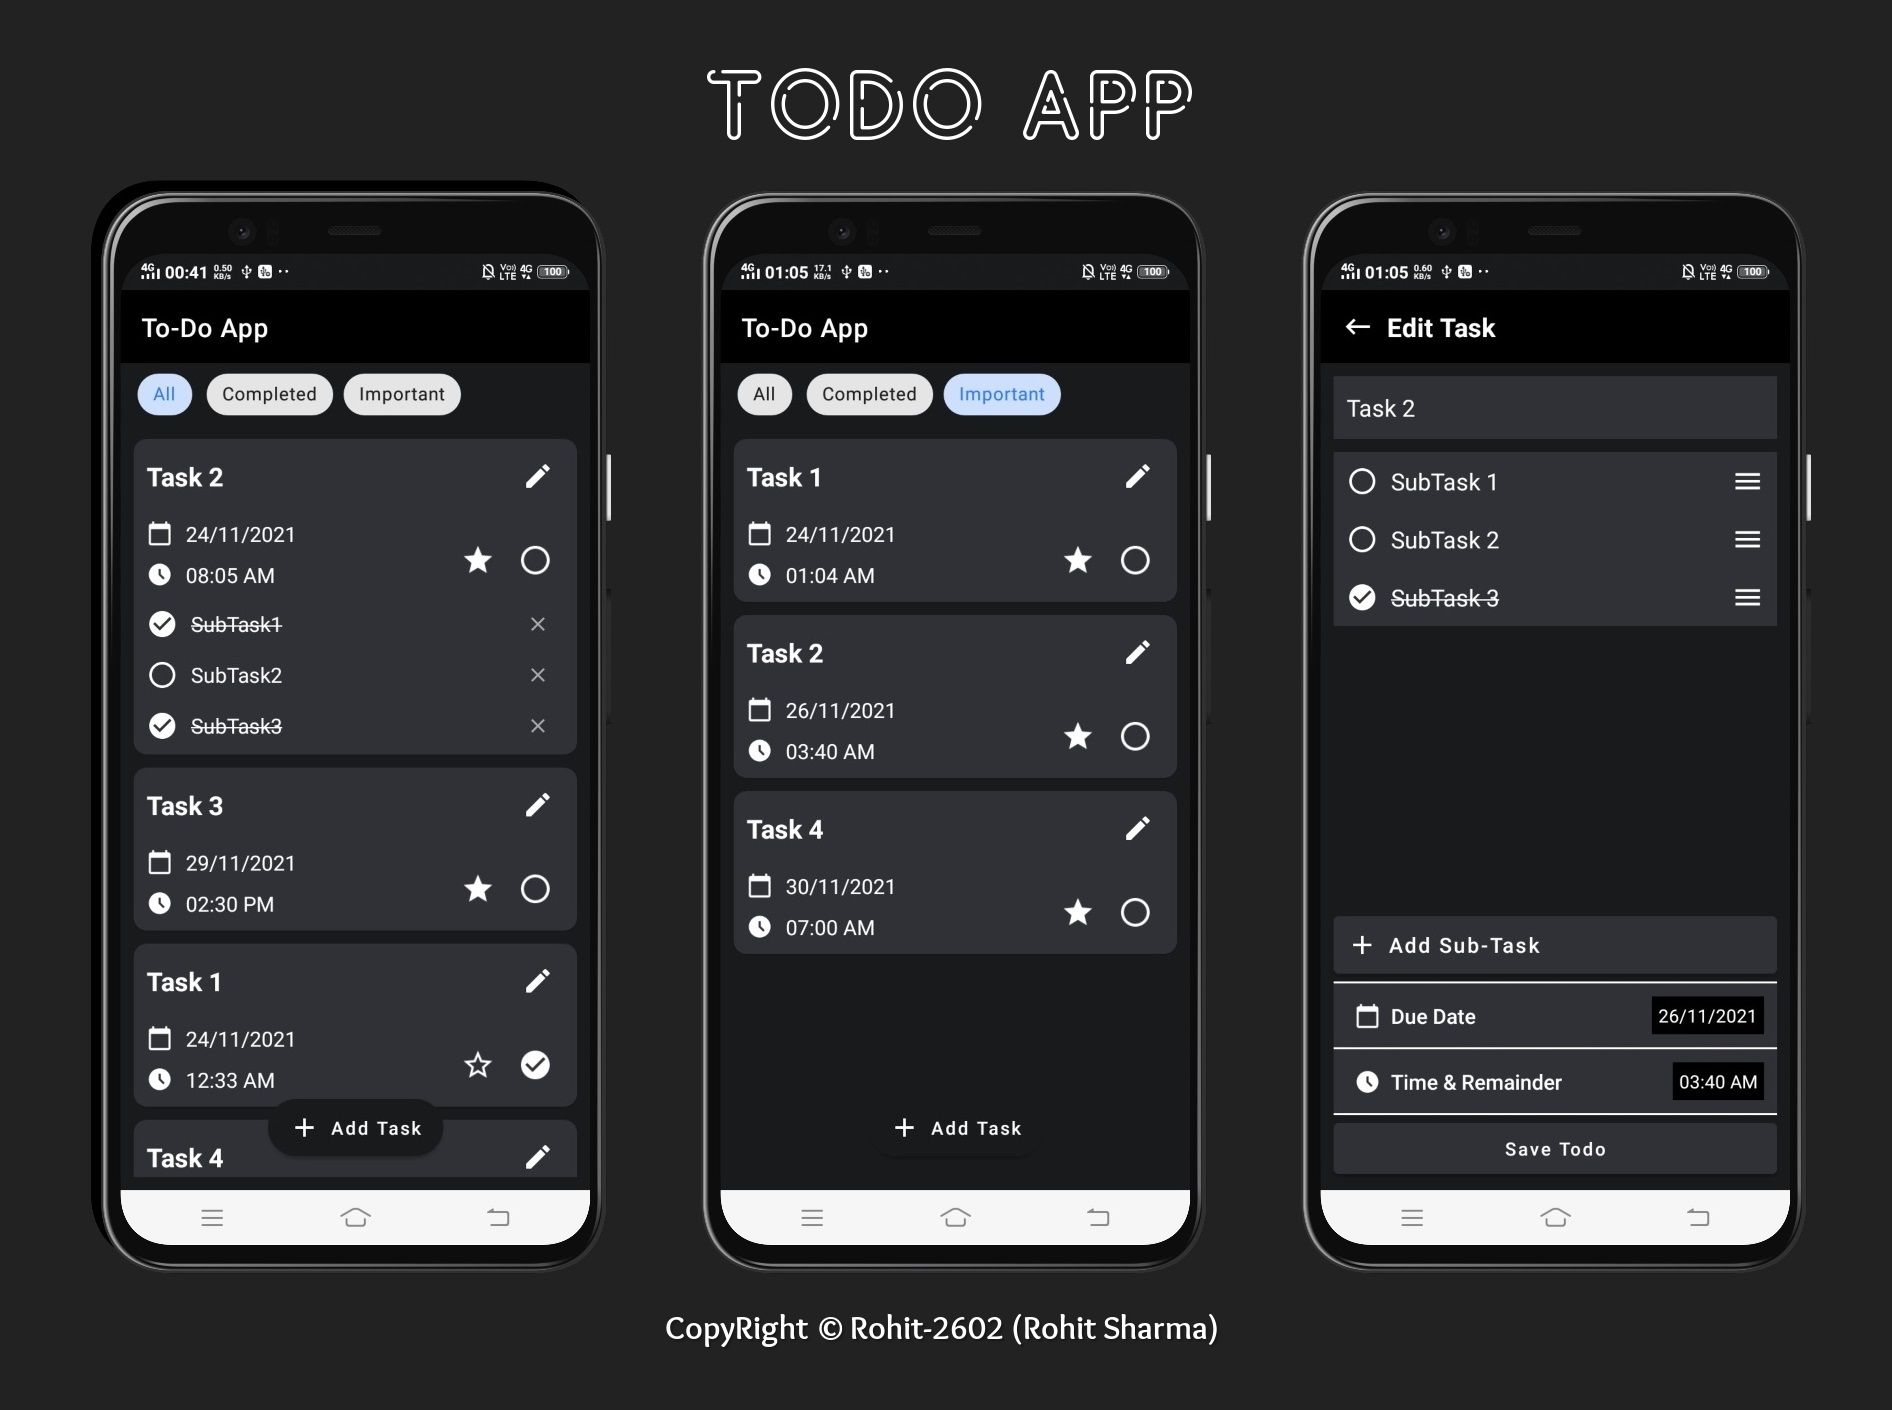 TODO APP
4G 00:41 0.50 KB/s Vo) LTE 4G 100
To-Do App
All Completed Important
Task 2
24/11/2021
08:05 AM
SubTask1
SubTask2
SubTask3
Task 3
29/11/2021
02:30 PM
Task 1
24/11/2021
12:33 AM
+ Add Task
Task 4
4G 01:05 17.1 KB/s Vo) LTE 4G 100
To-Do App
All Completed Important
Task 1
24/11/2021
01:04 AM
Task 2
26/11/2021
03:40 AM
Task 4
30/11/2021
07:00 AM
+ Add Task
4G 01:05 0.60 KB/s Vo) LTE 4G 100
Edit Task
Task 2
SubTask 1
SubTask 2
SubTask 3
+ Add Sub-Task
Due Date 26/11/2021
Time & Remainder 03:40 AM
Save Todo
CopyRight © Rohit-2602 (Rohit Sharma)